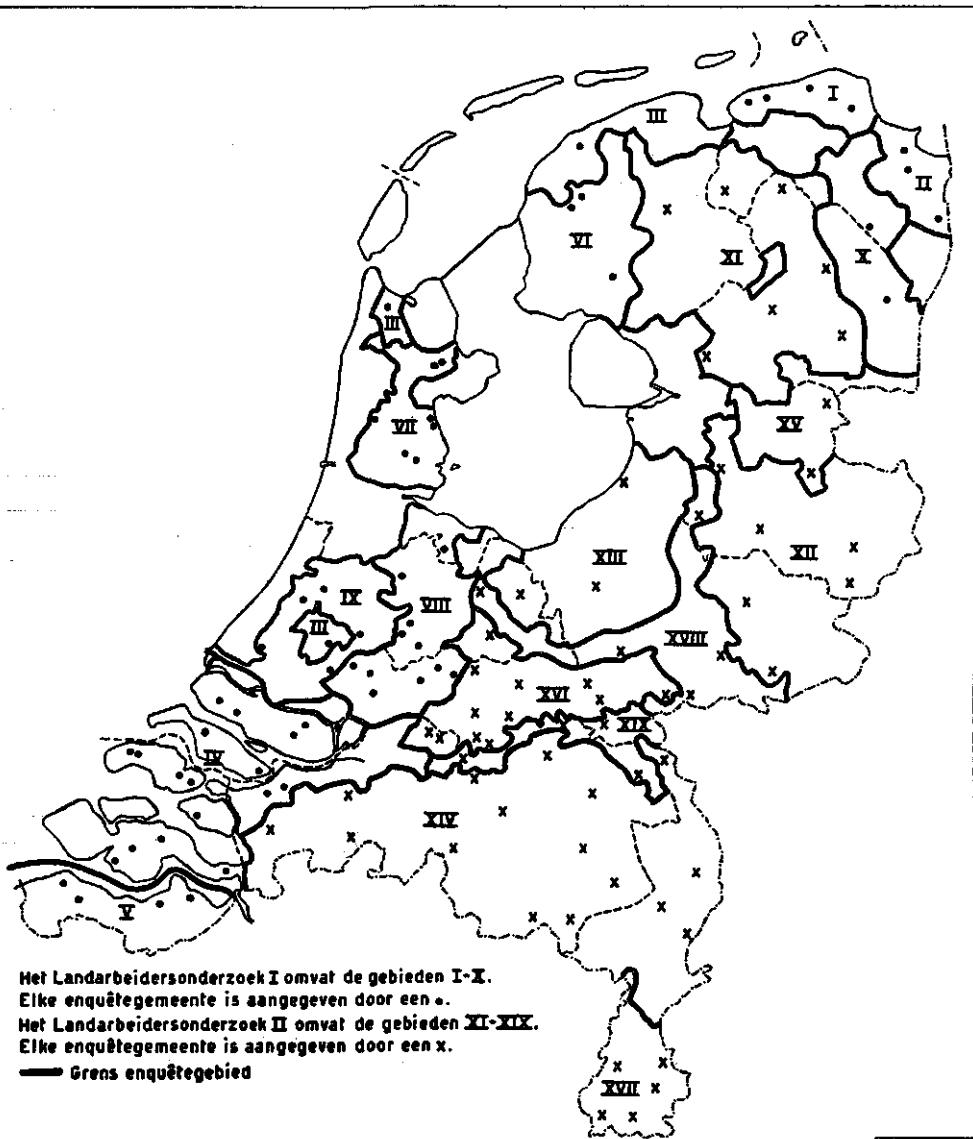 I
III
II
VI
XI
X
III
VII
XV
XIII
XII
IX
VIII
III
XVIII
XVI
XIX
IV
XIV
V
XVII
Het Landarbeidersonderzoek I omvat de gebieden I-X.
Elke enquêtegemeente is aangegeven door een •.
Het Landarbeidersonderzoek II omvat de gebieden XI-XIX.
Elke enquêtegemeente is aangegeven door een x.
Grens enquêtegebied